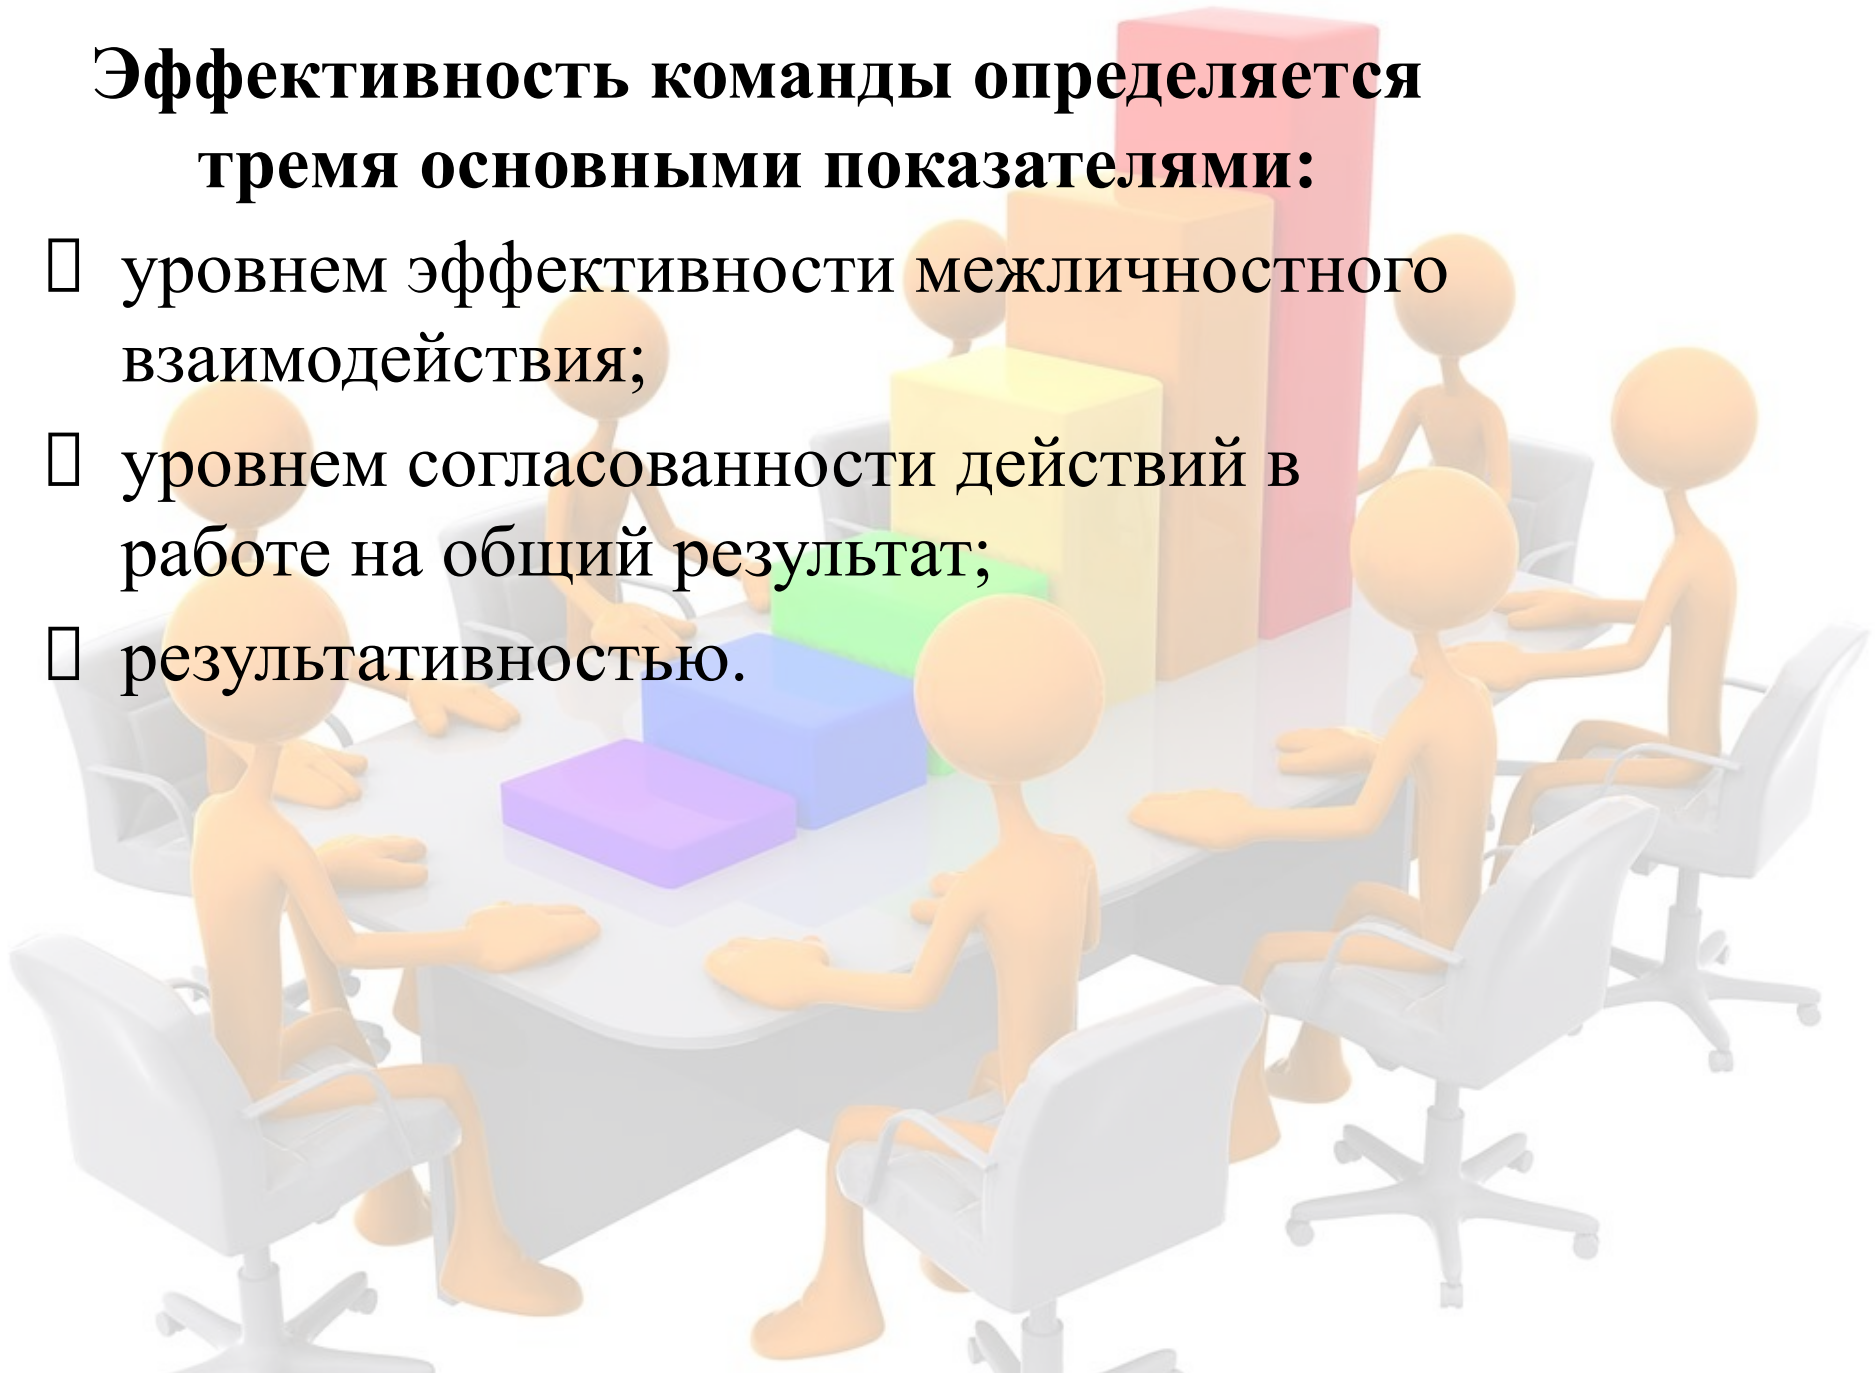 Эффективность команды определяется
тремя основными показателями:
уровнем эффективности межличностного
взаимодействия;
уровнем согласованности действий в
работе на общий результат;
результативностью.